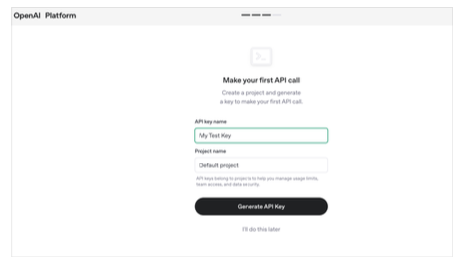 OpenAI Platform
Make your first API call
Create a project and generate
a key to make your first API call.
API key name
My Test Key
Project name
Default project
API keys belong to projects to help you manage usage limits,
team access, and data security.
Generate API Key
I'll do this later